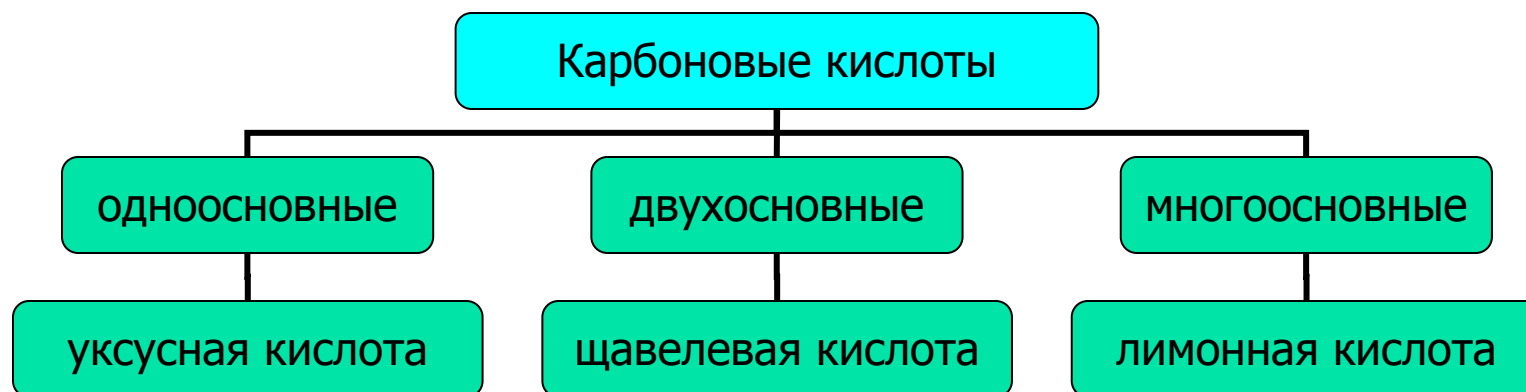 Карбоновые кислоты
одноосновные
двухосновные
многоосновные
уксусная кислота
щавелевая кислота
лимонная кислота